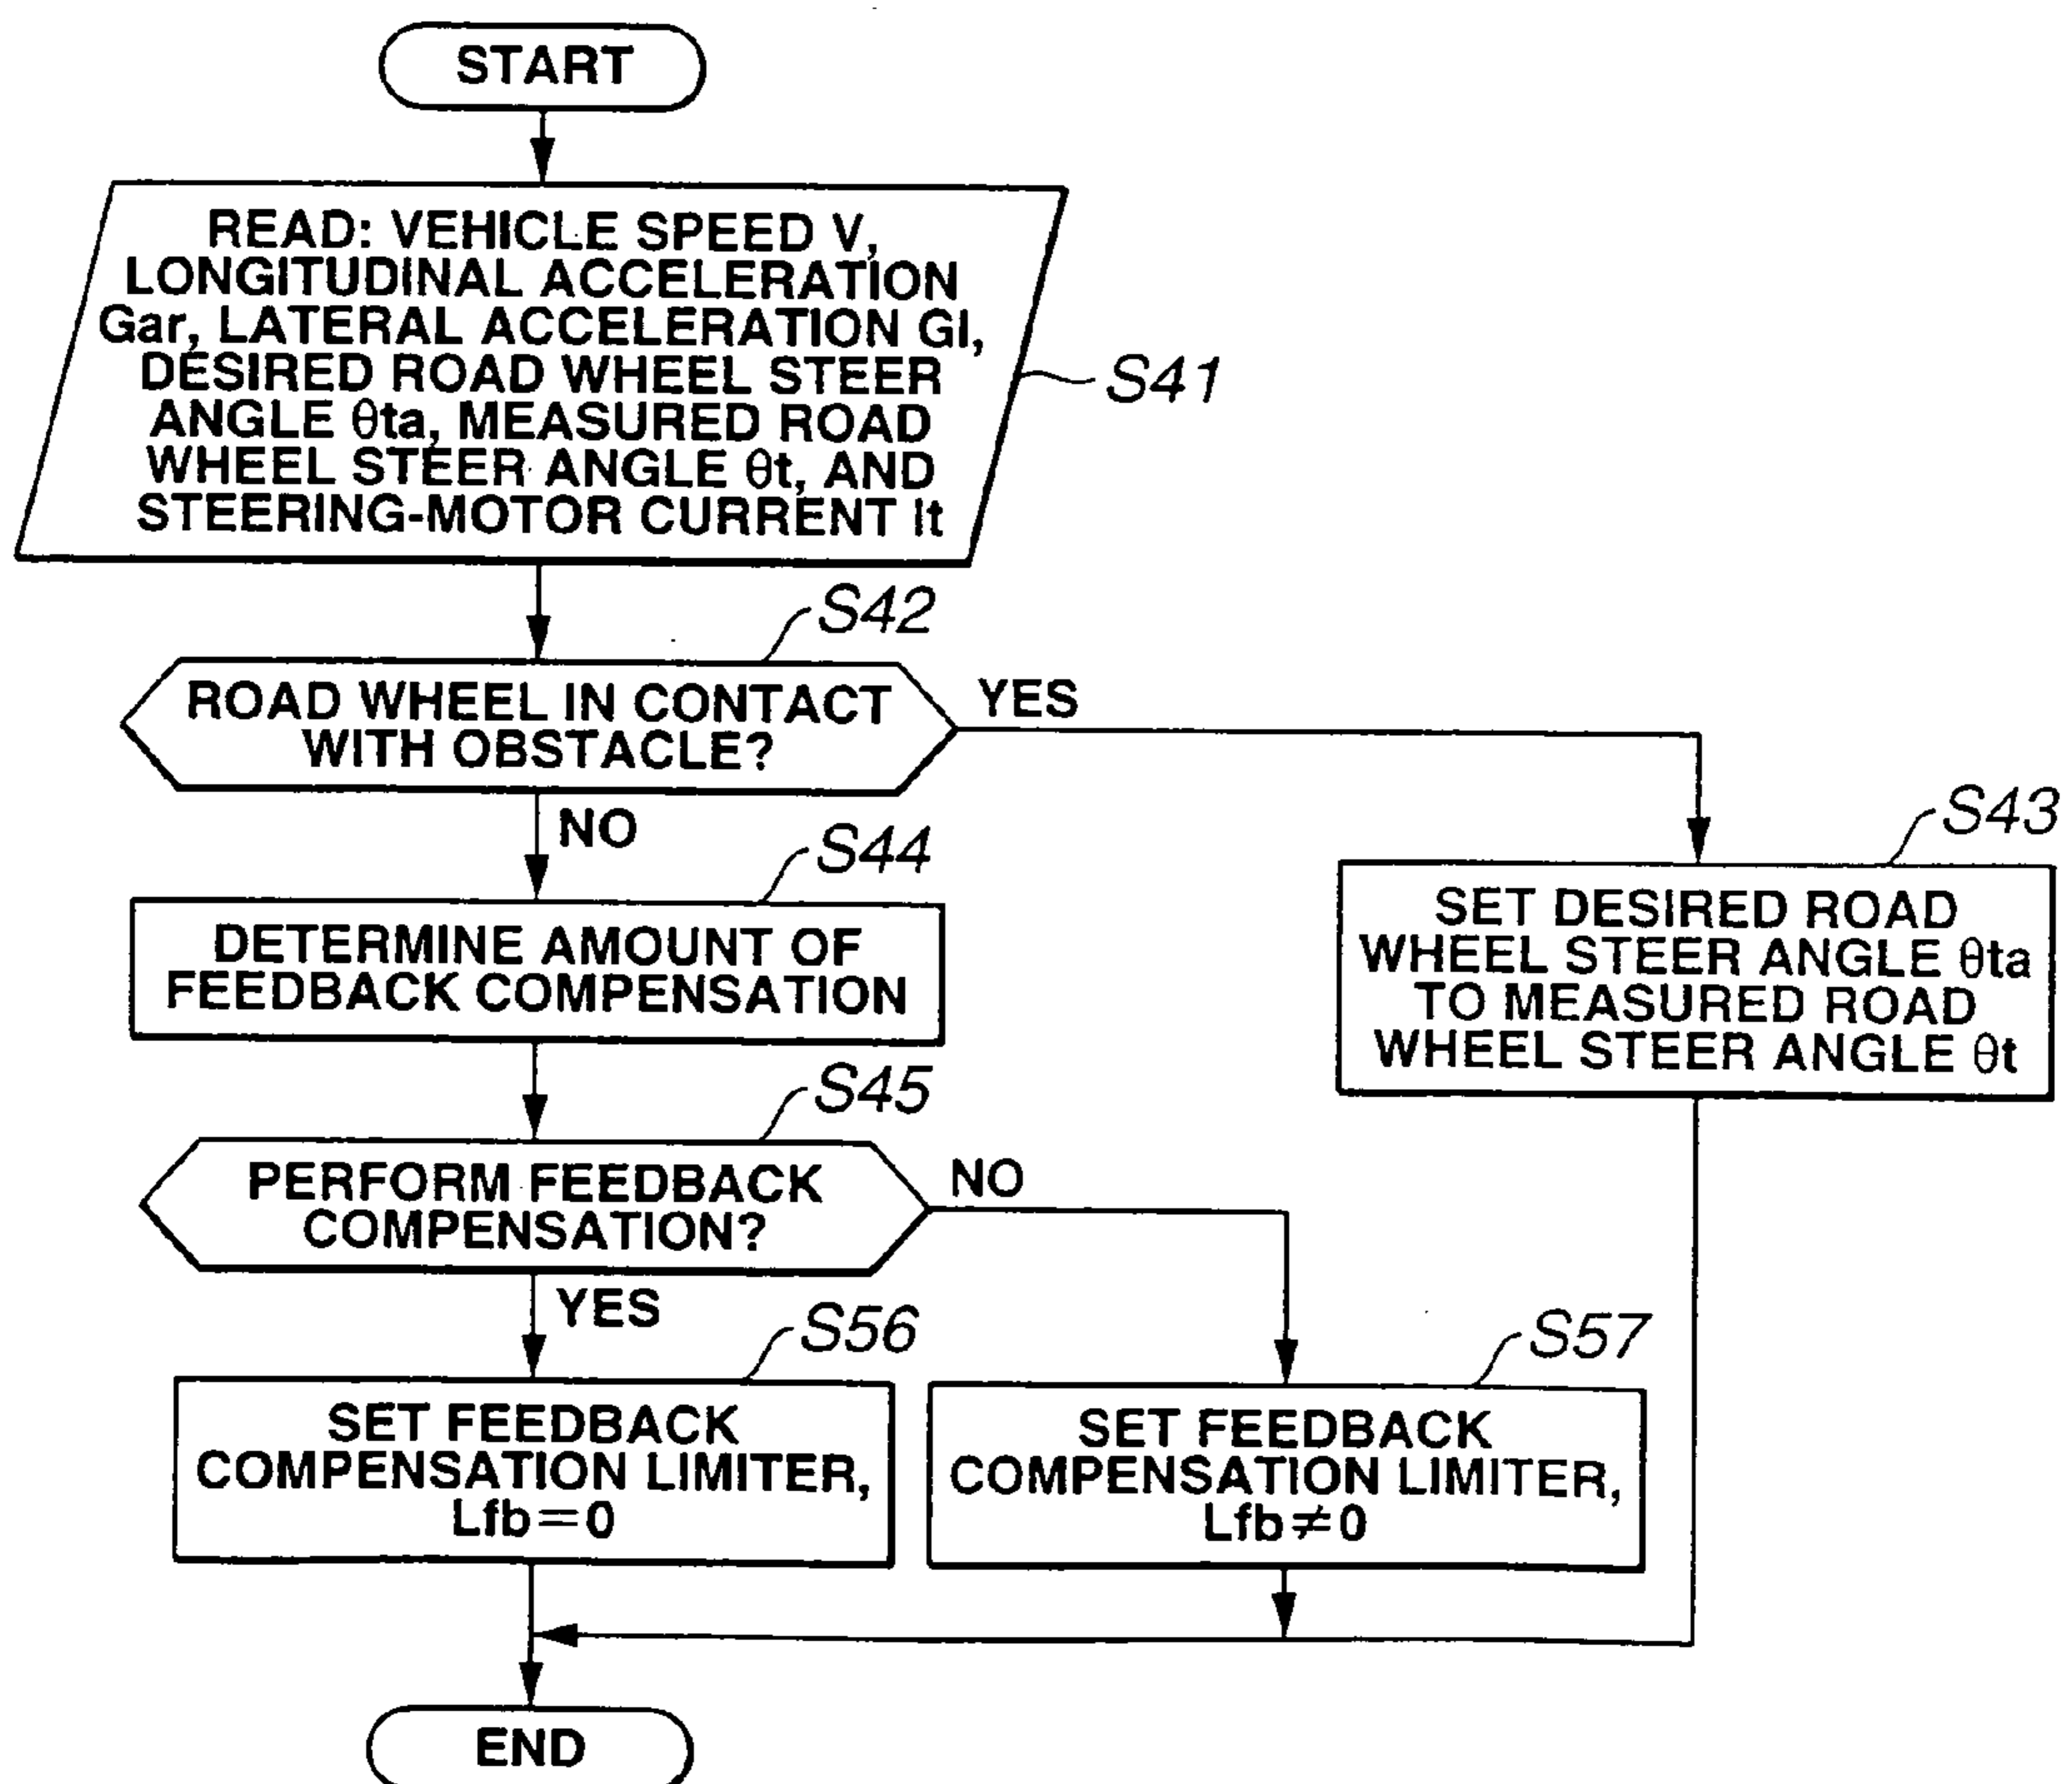 START
READ: VEHICLE SPEED V,
LONGITUDINAL ACCELERATION
Gar, LATERAL ACCELERATION Gl,
DESIRED ROAD WHEEL STEER
ANGLE θta, MEASURED ROAD
WHEEL STEER ANGLE θt, AND
STEERING-MOTOR CURRENT It
S41
S42
ROAD WHEEL IN CONTACT
WITH OBSTACLE?
YES
NO
S43
SET DESIRED ROAD
WHEEL STEER ANGLE θta
TO MEASURED ROAD
WHEEL STEER ANGLE θt
S44
DETERMINE AMOUNT OF
FEEDBACK COMPENSATION
S45
PERFORM FEEDBACK
COMPENSATION?
NO
YES
S56
SET FEEDBACK
COMPENSATION LIMITER,
Lfb=0
S57
SET FEEDBACK
COMPENSATION LIMITER,
Lfb≠0
END